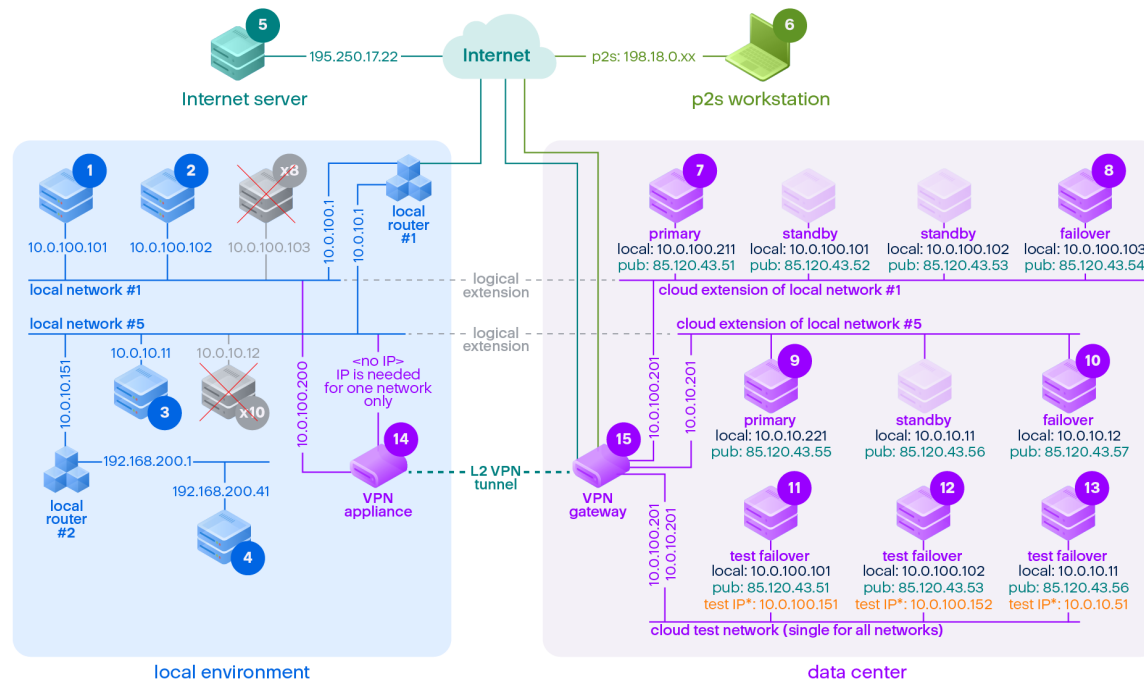 5
6
195.250.17.22
Internet
p2s: 198.18.0.xx
Internet server
p2s workstation
1
2
x8
7
8
10.0.100.101
10.0.100.102
10.0.100.103
10.0.100.1
10.0.10.1
local
router
#1
primary
local: 10.0.100.211
pub: 85.120.43.51
standby
local: 10.0.100.101
pub: 85.120.43.52
standby
local: 10.0.100.102
pub: 85.120.43.53
failover
local: 10.0.100.103
pub: 85.120.43.54
local network #1
logical
extension
cloud extension of local network #1
local network #5
logical
extension
cloud extension of local network #5
10.0.10.151
10.0.10.11
3
10.0.10.12
x10
10.0.100.200
<no IP>
IP is needed
for one network
only
14
15
10.0.100.201
10.0.10.201
9
primary
local: 10.0.10.221
pub: 85.120.43.55
standby
local: 10.0.10.11
pub: 85.120.43.56
10
failover
local: 10.0.10.12
pub: 85.120.43.57
192.168.200.1
192.168.200.41
local
router
#2
4
VPN
appliance
L2 VPN
tunnel
VPN
gateway
10.0.100.201
10.0.10.201
11
test failover
local: 10.0.100.101
pub: 85.120.43.51
test IP*: 10.0.100.151
12
test failover
local: 10.0.100.102
pub: 85.120.43.53
test IP*: 10.0.100.152
13
test failover
local: 10.0.10.11
pub: 85.120.43.56
test IP*: 10.0.10.51
cloud test network (single for all networks)
local environment
data center